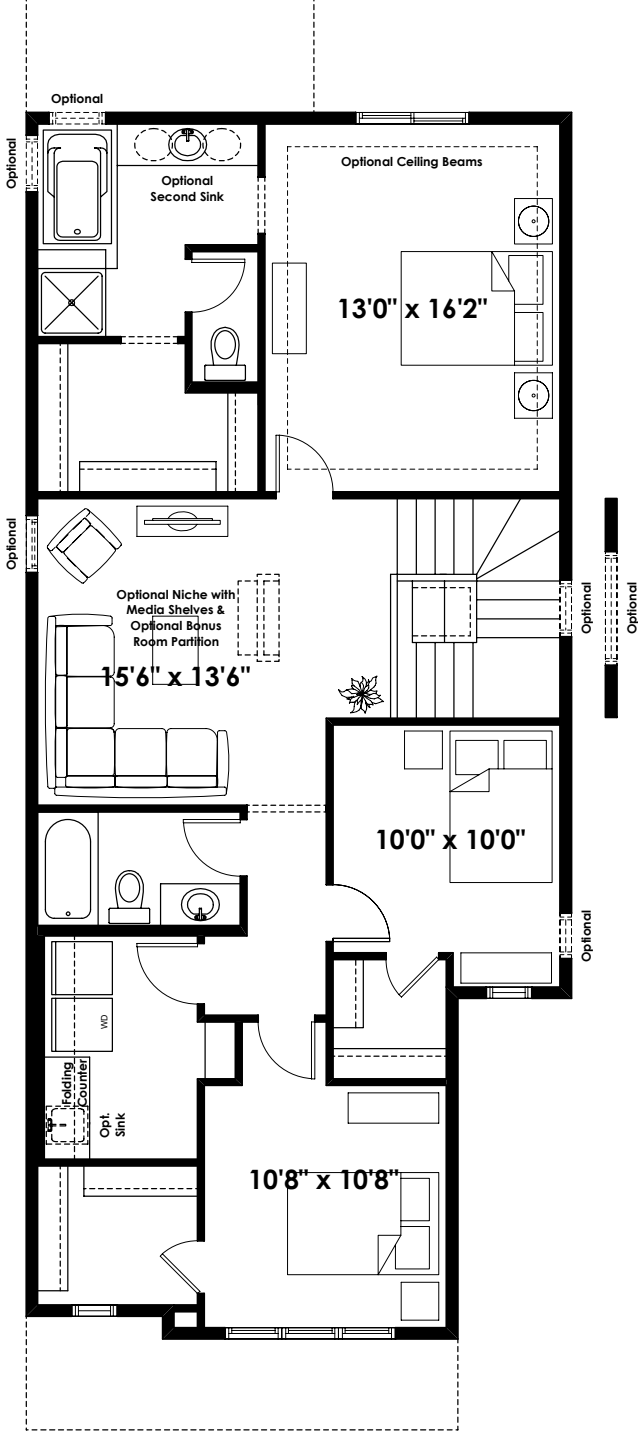 Optional
Optional
Optional
Second Sink
Optional Ceiling Beams
13'0" x 16'2"
Optional
Optional Niche with
Media Shelves &
Optional Bonus
Room Partition
15'6" x 13'6"
Optional
Optional
10'0" x 10'0"
Optional
WD
Folding
Counter
Opt.
Sink
10'8" x 10'8"